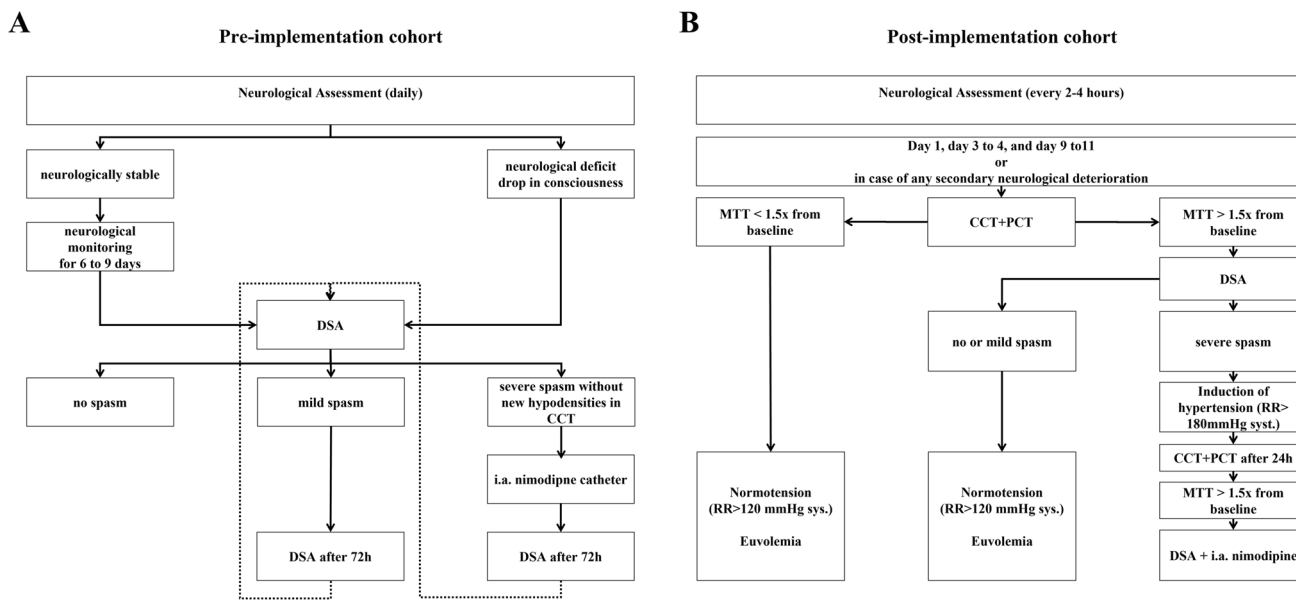 A
Pre-implementation cohort
Neurological Assessment (daily)
neurologically stable
neurological deficit
drop in consciousness
neurological
monitoring
for 6 to 9 days
DSA
no spasm
mild spasm
severe spasm without
new hypodensities in
CCT
i.a. nimodipne catheter
DSA after 72h
DSA after 72h
B
Post-implementation cohort
Neurological Assessment (every 2-4 hours)
Day 1, day 3 to 4, and day 9 to11
or
in case of any secondary neurological deterioration
MTT < 1.5x from
baseline
CCT+PCT
MTT > 1.5x from
baseline
DSA
no or mild spasm
severe spasm
Induction of
hypertension (RR>
180mmHg syst.)
CCT+PCT after 24h
MTT > 1.5x from
baseline
DSA + i.a. nimodipine
Normotension
(RR>120 mmHg sys.)
Euvolemia
Normotension
(RR>120 mmHg sys.)
Euvolemia